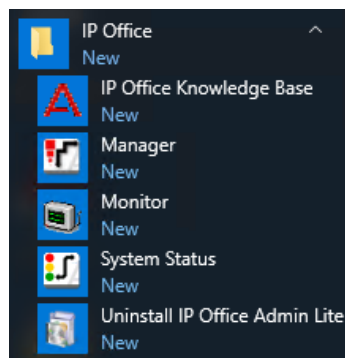 IP Office
New
IP Office Knowledge Base
New
Manager
New
Monitor
New
System Status
New
Uninstall IP Office Admin Lite
New